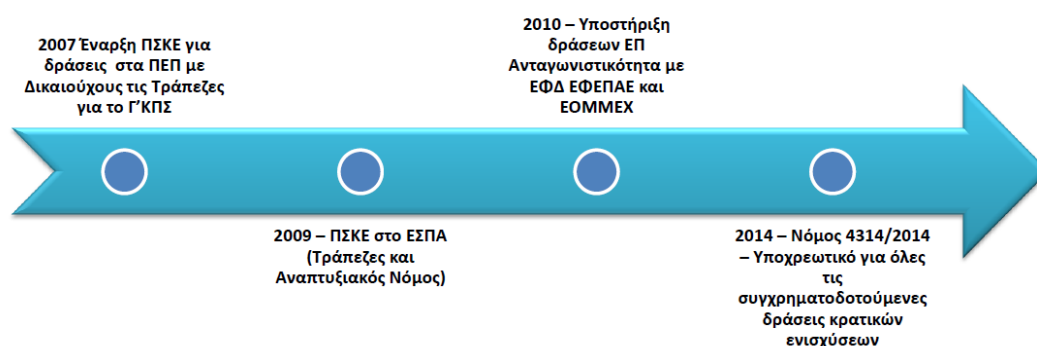 2007 Έναρξη ΠΣΚΕ για
δράσεις στα ΠΕΠ με
Δικαιούχους τις Τράπεζες
για το Γ'ΚΠΣ
2009 – ΠΣΚΕ στο ΕΣΠΑ
(Τράπεζες και
Αναπτυξιακός Νόμος)
2010 – Υποστήριξη
δράσεων ΕΠ
Ανταγωνιστικότητα με
ΕΦΔ ΕΦΕΠΑΕ και
ΕΟΜΜΕΧ
2014 – Νόμος 4314/2014
– Υποχρεωτικό για όλες
τις
συγχρηματοδοτούμενες
δράσεις κρατικών
ενισχύσεων